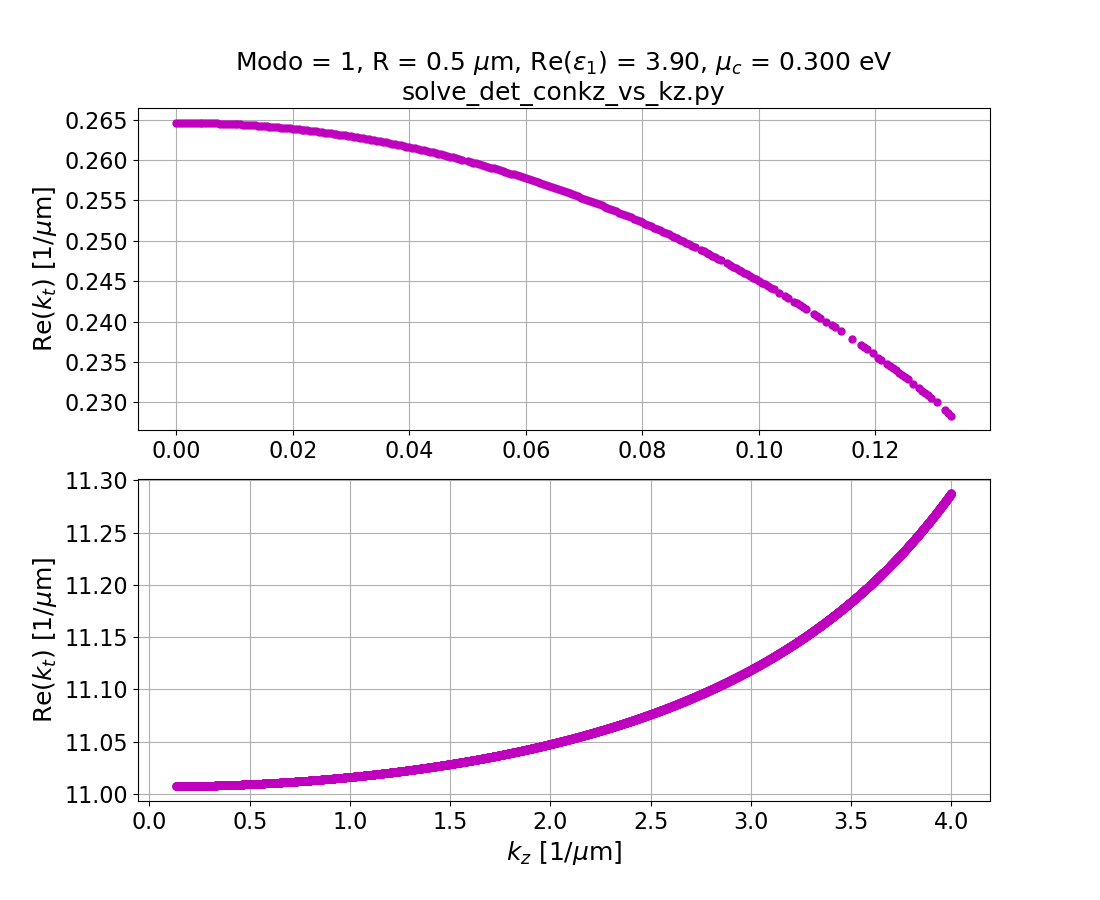 Modo = 1, R = 0.5 μm, Re(ε₁) = 3.90, μ_c = 0.300 eV
solve_det_conkz_vs_kz.py
Re(k_t) [1/μm]
0.265
0.260
0.255
0.250
0.245
0.240
0.235
0.230
0.00 0.02 0.04 0.06 0.08 0.10 0.12
Re(k_t) [1/μm]
11.30
11.25
11.20
11.15
11.10
11.05
11.00
0.0 0.5 1.0 1.5 2.0 2.5 3.0 3.5 4.0
k_z [1/μm]